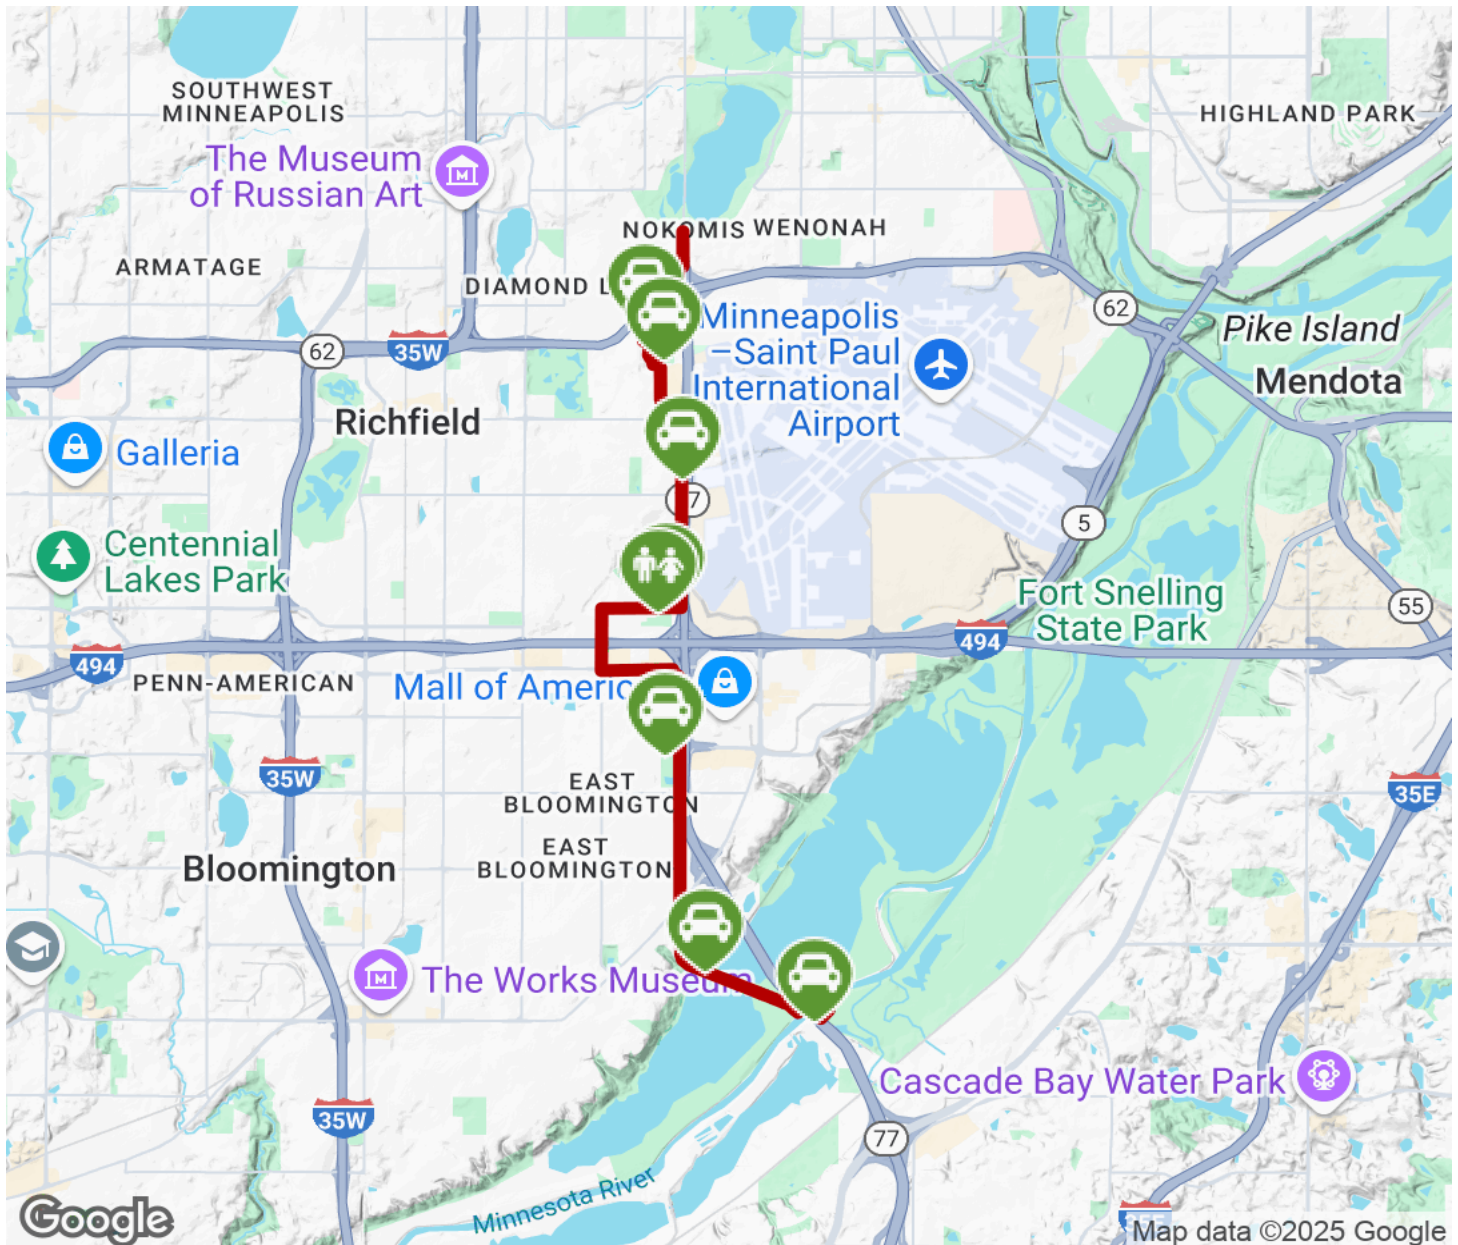 SOUTHWEST
MINNEAPOLIS
HIGHLAND PARK
The Museum
of Russian Art
NOKOMIS
WENONAH
ARMATAGE
DIAMOND L
Minneapolis
–Saint Paul
International
Airport
62
Pike Island
62
35W
Mendota
Richfield
Galleria
77
5
Centennial
Lakes Park
Fort Snelling
State Park
55
494
494
PENN-AMERICAN
Mall of Americ
EAST
BLOOMINGTON
35W
35E
EAST
BLOOMINGTON
Bloomington
The Works Museum
Cascade Bay Water Park
35W
77
Minnesota River
Google
Map data ©2025 Google